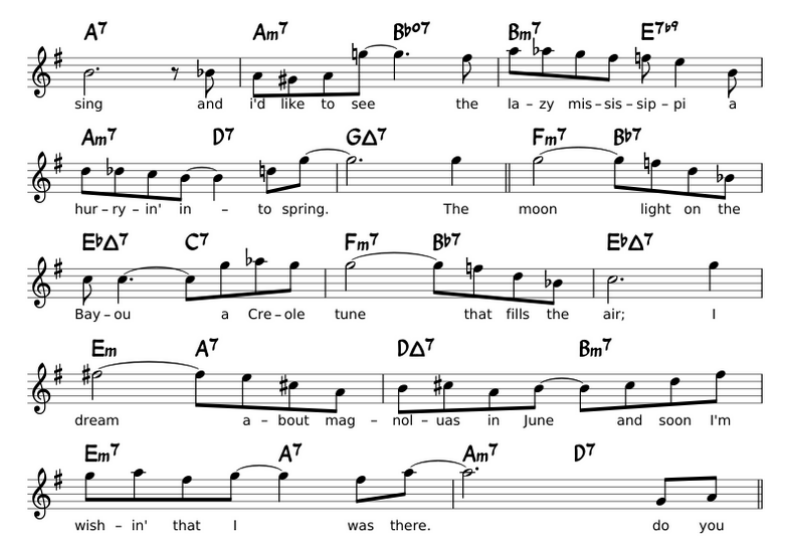 A7 Am7 Bbo7 Bm7 E7b9
sing and i'd like to see the la – zy mis – sis – sip – pi a
Am7 D7 GΔ7 Fm7 Bb7
hur – ry – in' in – to spring. The moon light on the
EbΔ7 C7 Fm7 Bb7 EbΔ7
Bay – ou a Cre – ole tune that fills the air; I
Em A7 DΔ7 Bm7
dream a – bout mag – nol – uas in June and soon I'm
Em7 A7 Am7 D7
wish – in' that I was there. do you